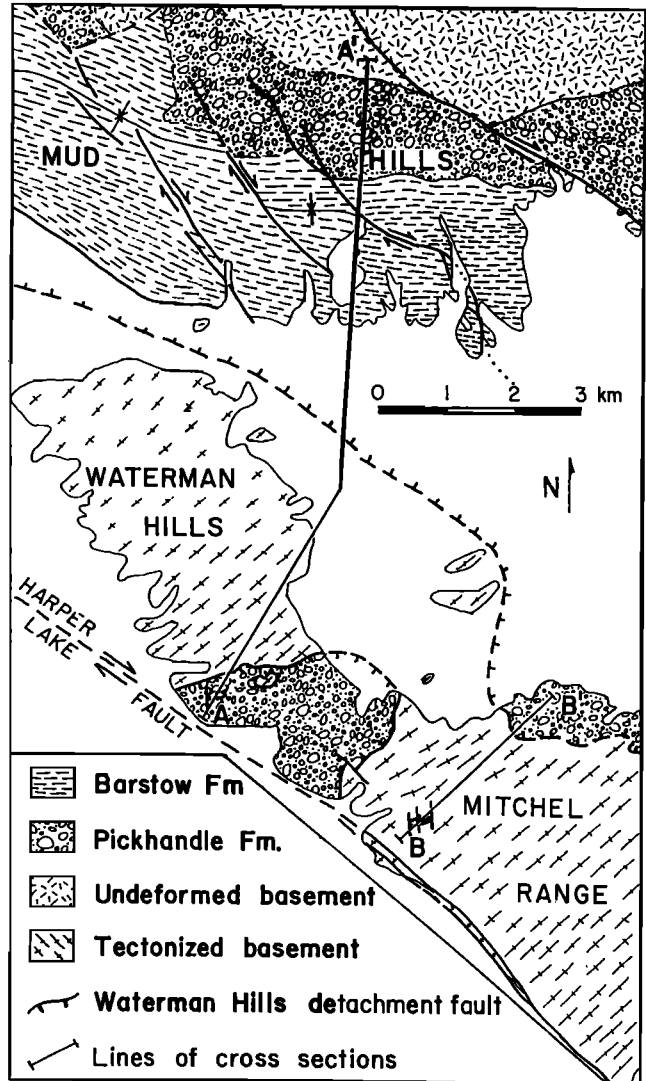 A'
MUD
HILLS
0 1 2 3 km
N
WATERMAN
HILLS
HARPER
LAKE
FAULT
A
B'
MITCHEL
B
RANGE
Barstow Fm
Pickhandle Fm.
Undeformed basement
Tectonized basement
Waterman Hills detachment fault
Lines of cross sections